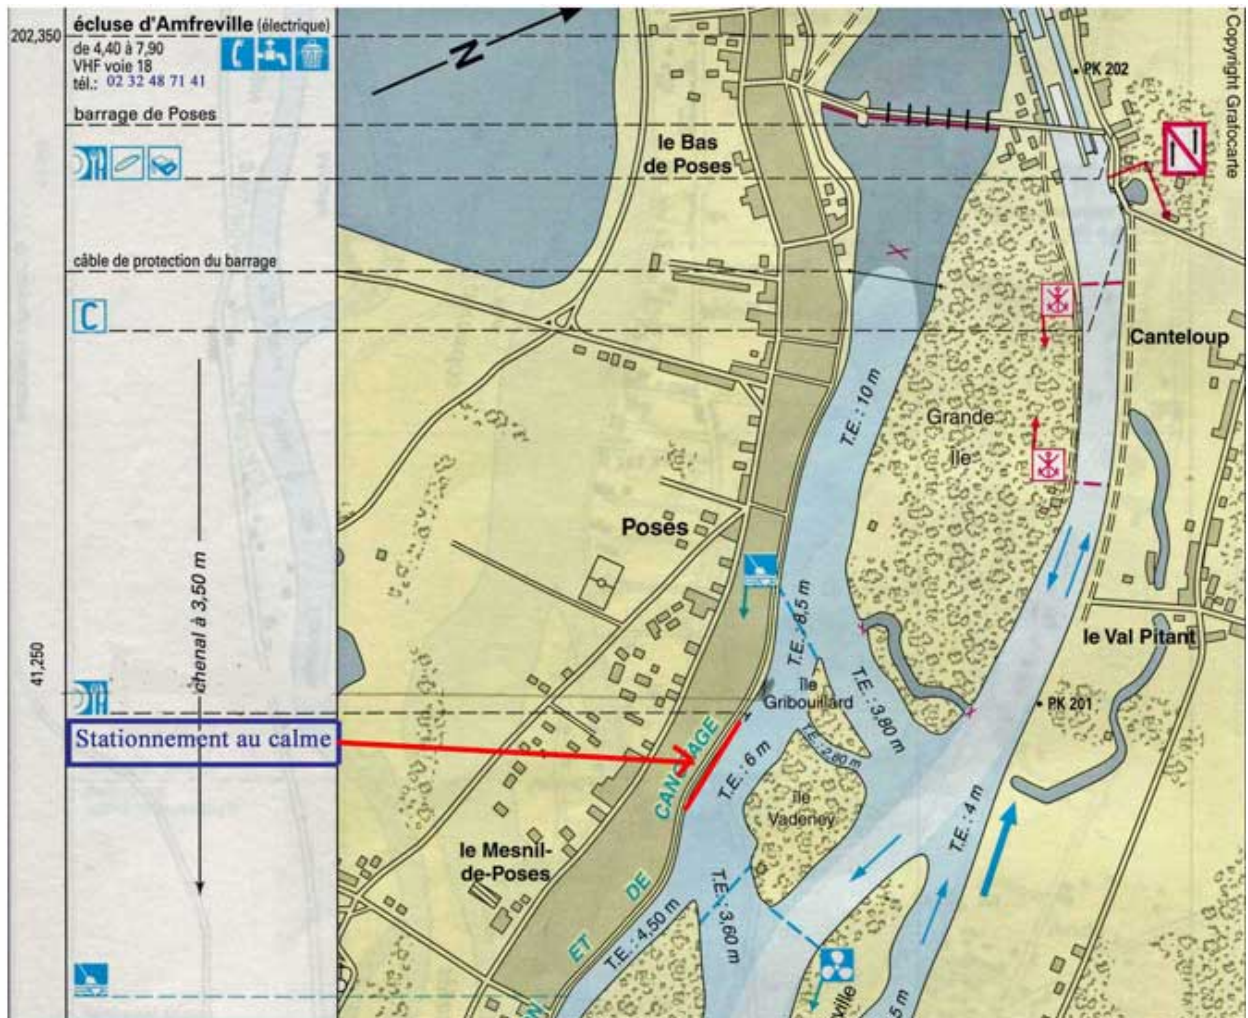 202,350
écluse d'Amfreville (électrique)
de 4,40 à 7,90
VHF voie 18
tél.: 02 32 48 71 41
barrage de Poses
câble de protection du barrage
C
chenal à 3,50 m
41,250
Stationnement au calme
N
le Bas
de Poses
PK 202
Copyright Grafocarte
Canteloup
T.E. : 10 m
Grande
Île
Poses
T.E. : 8,5 m
le Val Pitant
île
Gribouillard
T.E. : 3,80 m
PK 201
CANOTAGE
T.E. : 6 m
T.E. : 2,80 m
île
Vadeney
T.E. : 4 m
le Mesnil-
de-Poses
DE
ET
T.E. : 4,50 m
T.E. : 3,60 m
ville
5 m
N